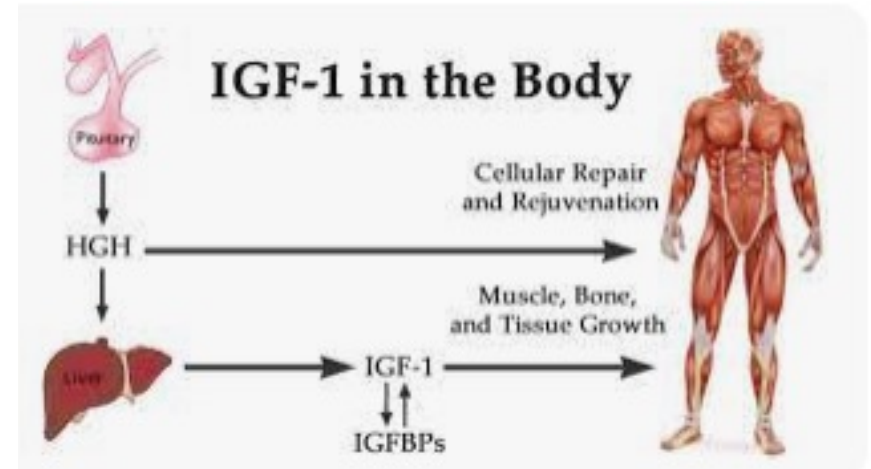 IGF-1 in the Body
Pituitary
HGH
Cellular Repair
and Rejuvenation
Muscle, Bone,
and Tissue Growth
Liver
IGF-1
IGFBPs